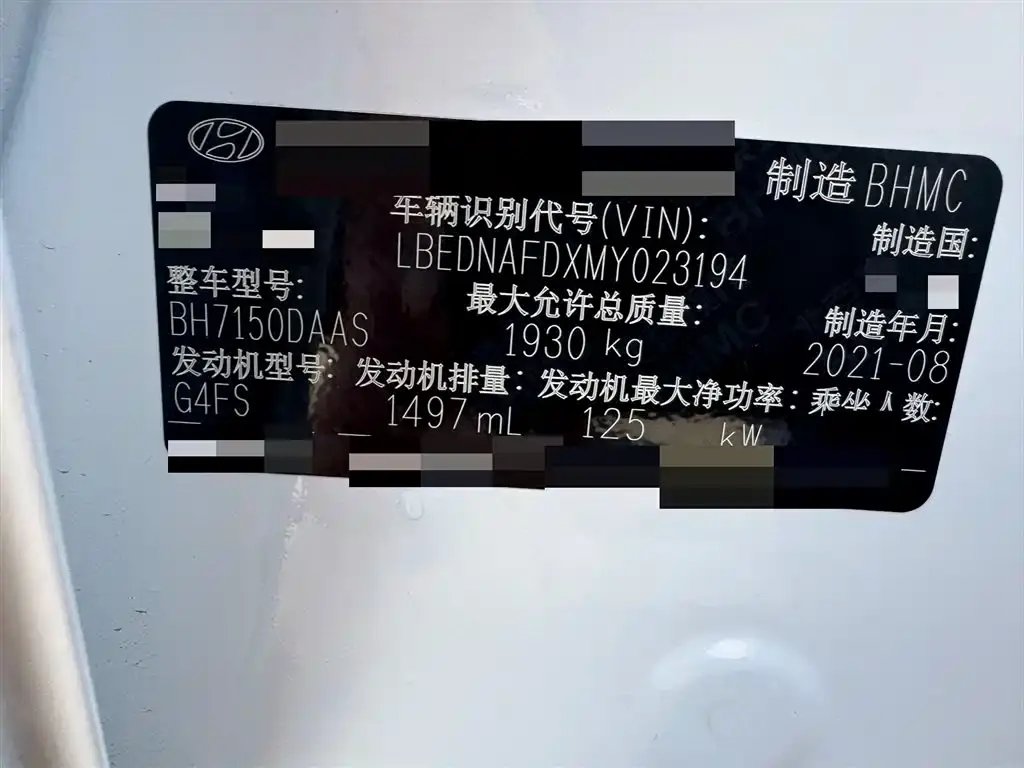 制造 BHMC
车辆识别代号(VIN):
制造国:
LBEDNAFDXMY023194
整车型号:
最大允许总质量:
制造年月:
BH7150DAAS
1930 kg
2021-08
发动机型号:
发动机排量:
发动机最大净功率:
乘坐人数:
G4FS
1497 mL
125 kW